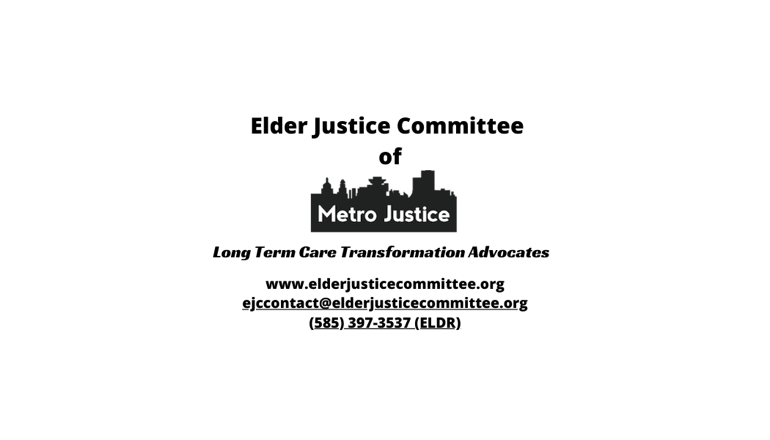 Elder Justice Committee
of
Metro Justice
Long Term Care Transformation Advocates
www.elderjusticecommittee.org
ejccontact@elderjusticecommittee.org
(585) 397-3537 (ELDR)